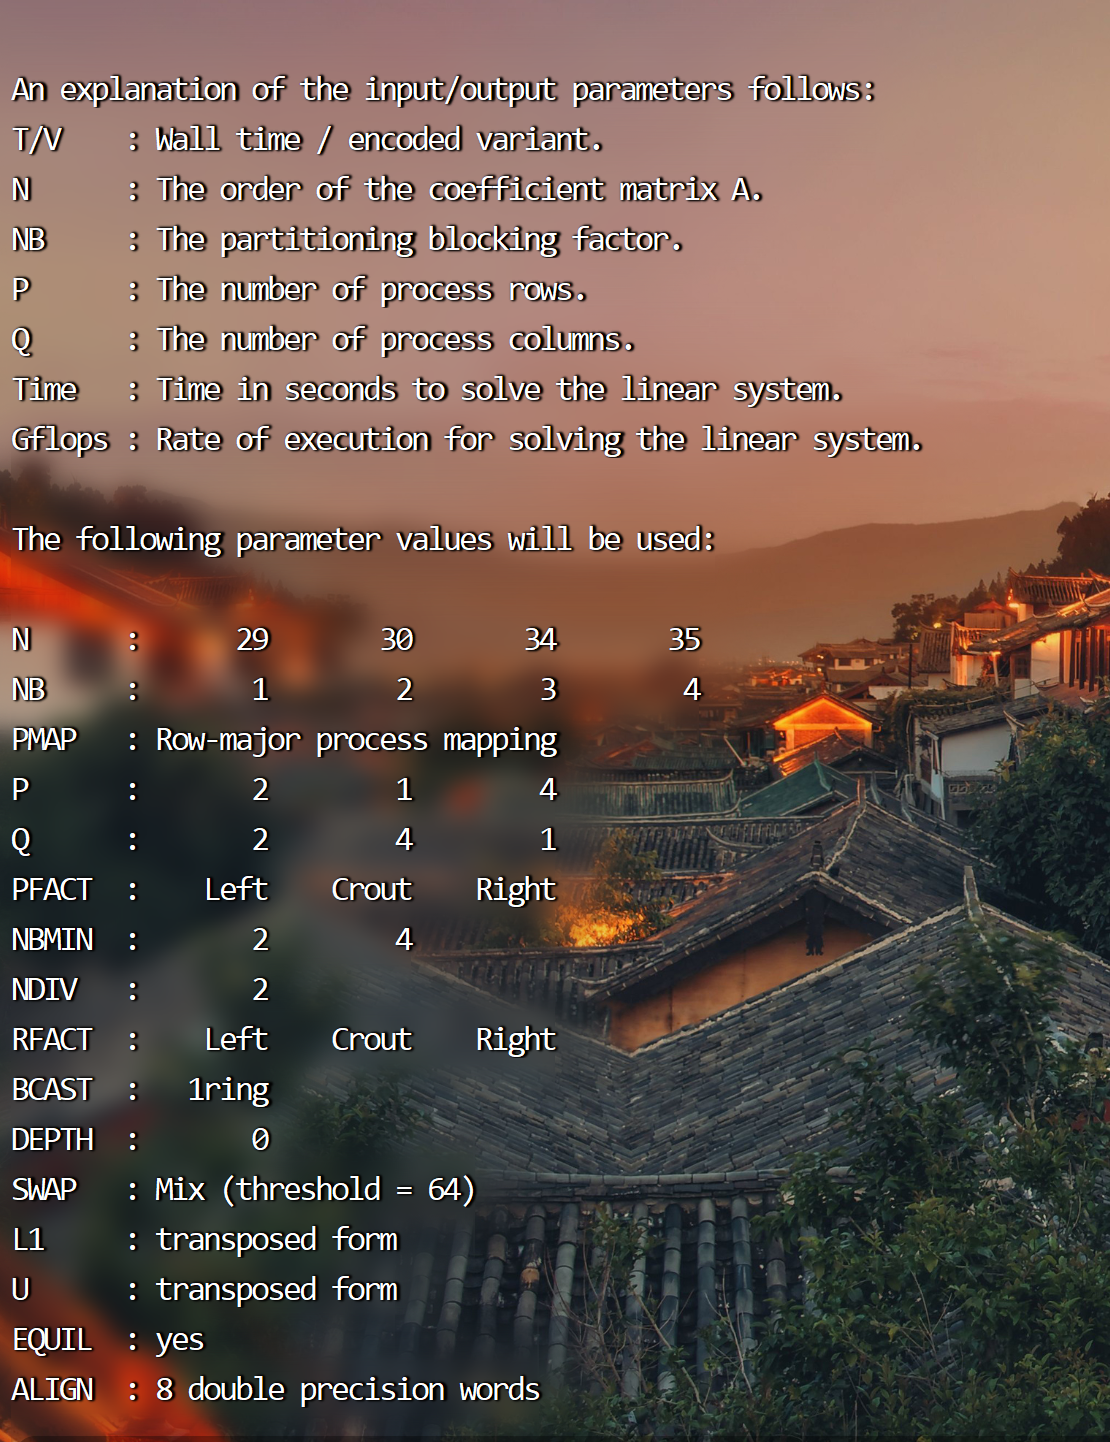 An explanation of the input/output parameters follows:
T/V    : Wall time / encoded variant.
N      : The order of the coefficient matrix A.
NB     : The partitioning blocking factor.
P      : The number of process rows.
Q      : The number of process columns.
Time   : Time in seconds to solve the linear system.
Gflops : Rate of execution for solving the linear system.

The following parameter values will be used:

N      :      29       30       34       35
NB     :       1        2        3        4
PMAP   : Row-major process mapping
P      :       2        1        4
Q      :       2        4        1
PFACT  :    Left    Crout    Right
NBMIN  :       2        4
NDIV   :       2
RFACT  :    Left    Crout    Right
BCAST  :   1ring
DEPTH  :       0
SWAP   : Mix (threshold = 64)
L1     : transposed form
U      : transposed form
EQUIL  : yes
ALIGN  : 8 double precision words